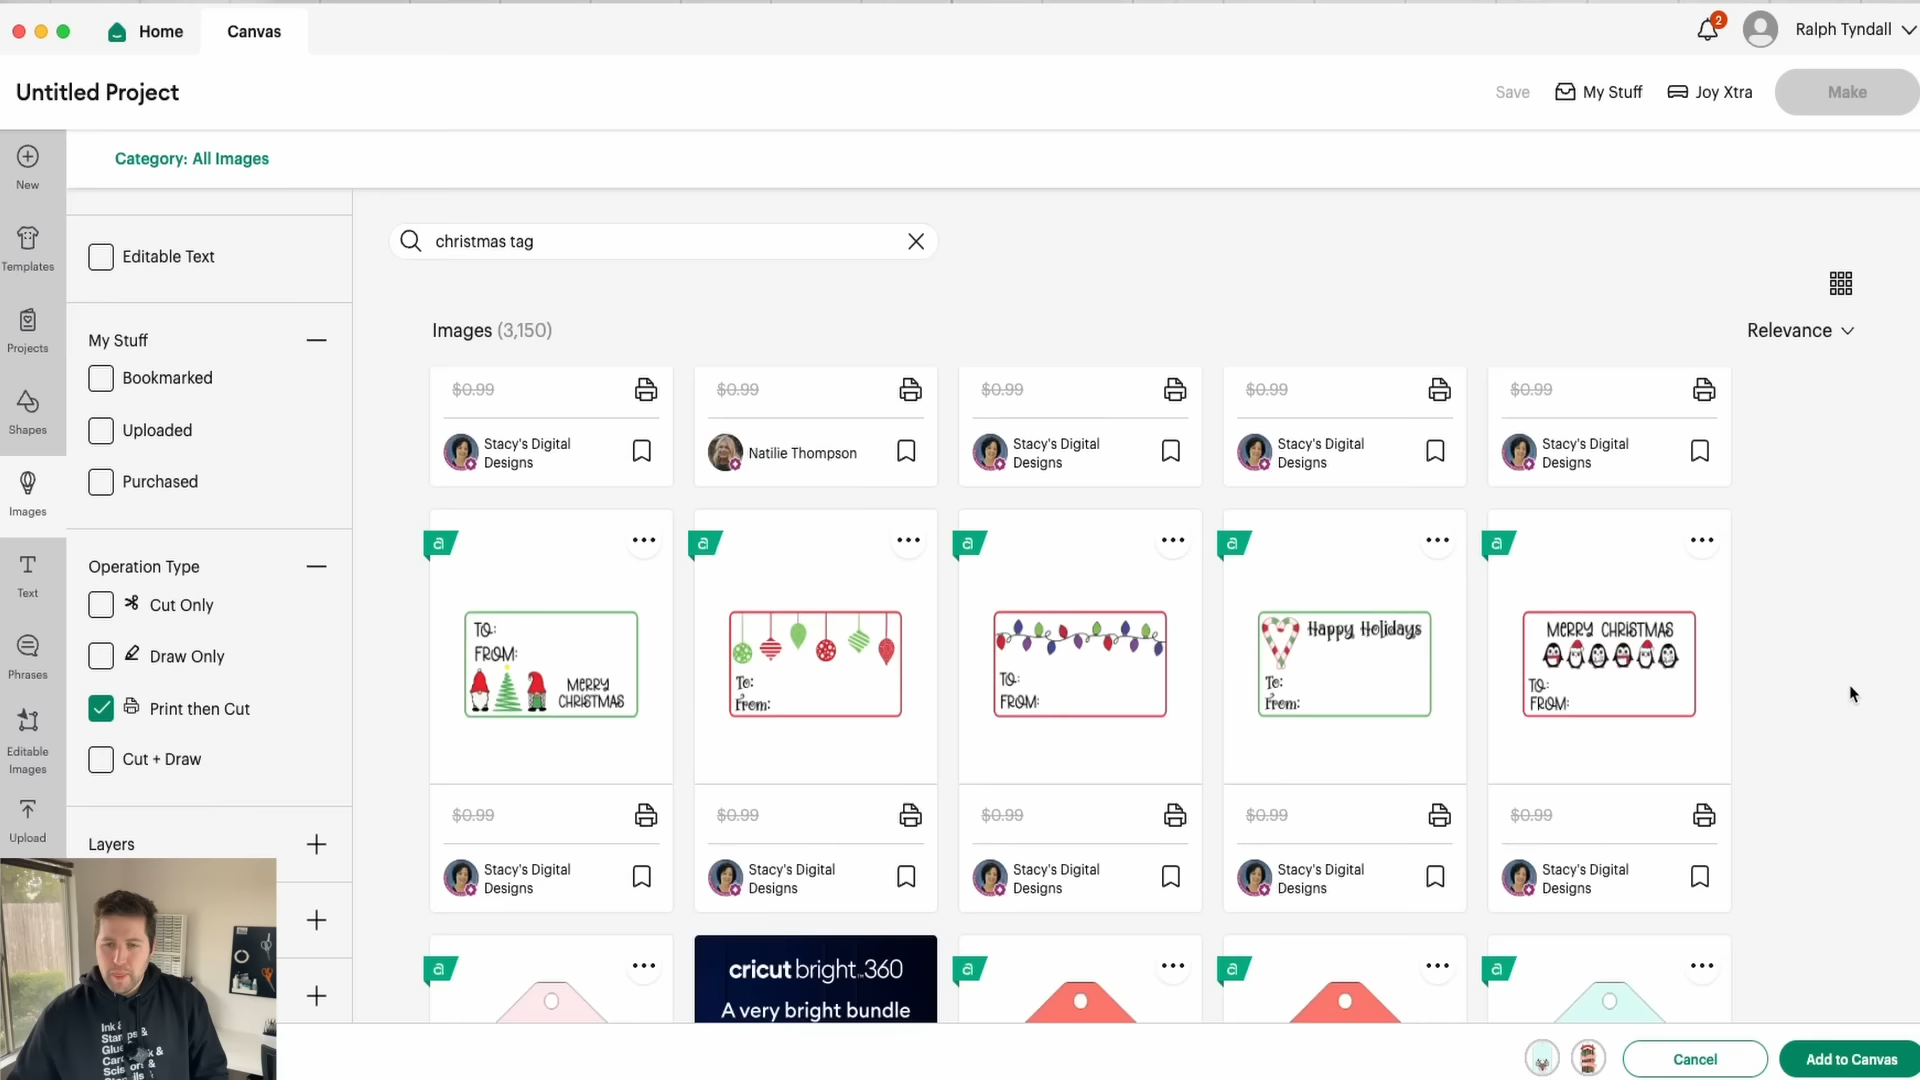 Home
Canvas
2
Ralph Tyndall
Untitled Project
Save
My Stuff
Joy Xtra
Make
New
Templates
Projects
Shapes
Images
Text
Phrases
Editable
Images
Upload
Category: All Images
Editable Text
My Stuff
Bookmarked
Uploaded
Purchased
Operation Type
Cut Only
Draw Only
Print then Cut
Cut + Draw
Layers
christmas tag
Images (3,150)
Relevance
$0.99
$0.99
$0.99
$0.99
$0.99
Stacy's Digital
Designs
Natilie Thompson
Stacy's Digital
Designs
Stacy's Digital
Designs
Stacy's Digital
Designs
a
a
a
a
a
TO:
FROM:
MERRY
CHRISTMAS
To:
From:
TO:
FROM:
Happy Holidays
To:
From:
MERRY CHRISTMAS
TO:
FROM:
$0.99
$0.99
$0.99
$0.99
$0.99
Stacy's Digital
Designs
Stacy's Digital
Designs
Stacy's Digital
Designs
Stacy's Digital
Designs
Stacy's Digital
Designs
a
cricut bright 360
A very bright bundle
a
a
a
Ink &
Cancel
Add to Canvas